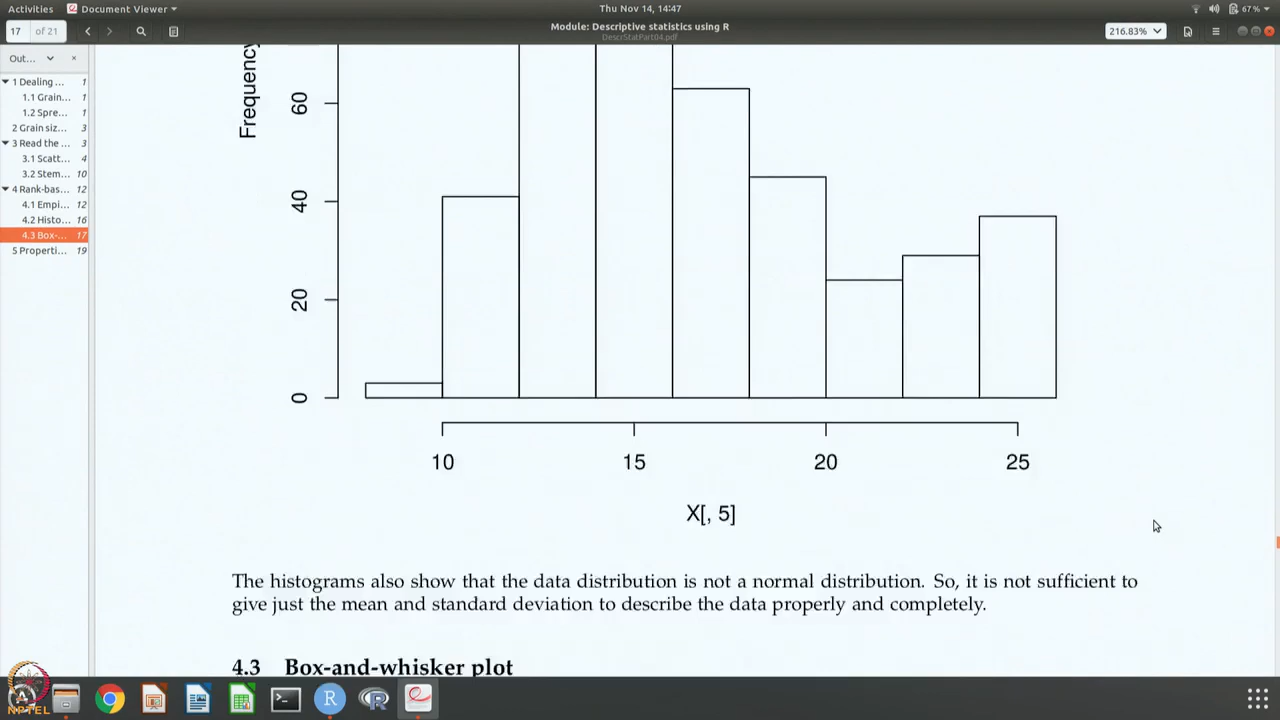 Activities
Document Viewer
Thu Nov 14, 14:47
67 %
17
of 21
Module: Descriptive statistics using R
DescrStatPart04.pdf
216.83%
Out...
1 Dealing ... 1
1.1 Grain... 1
1.2 Spre... 1
2 Grain siz... 3
3 Read the ... 3
3.1 Scatt... 4
3.2 Stem... 10
4 Rank-bas... 12
4.1 Empi... 12
4.2 Histo... 16
4.3 Box-... 17
5 Properti... 19
Frequency
60
40
20
0
10 15 20 25
X[, 5]
The histograms also show that the data distribution is not a normal distribution. So, it is not sufficient to
give just the mean and standard deviation to describe the data properly and completely.
4.3 Box-and-whisker plot
NPTEL